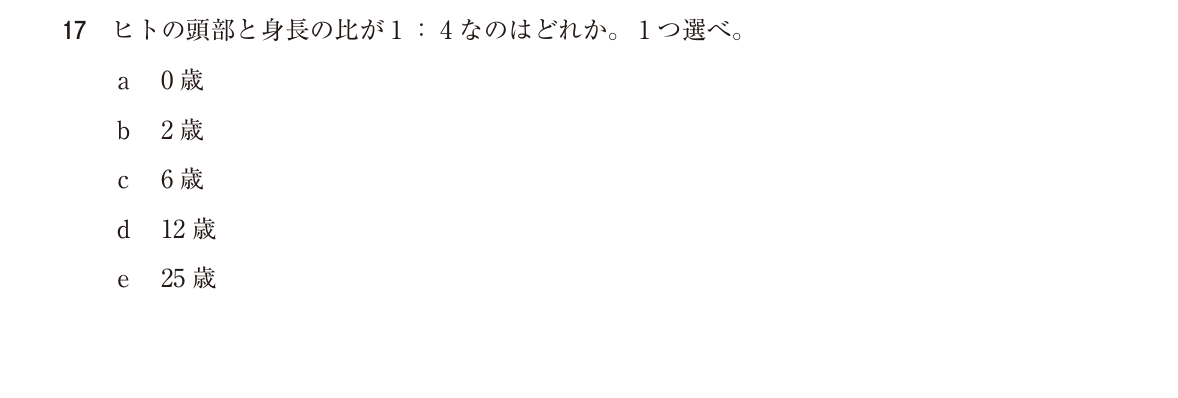 17 ヒトの頭部と身長の比が1：4なのはどれか。1つ選べ。
a 0歳
b 2歳
c 6歳
d 12歳
e 25歳